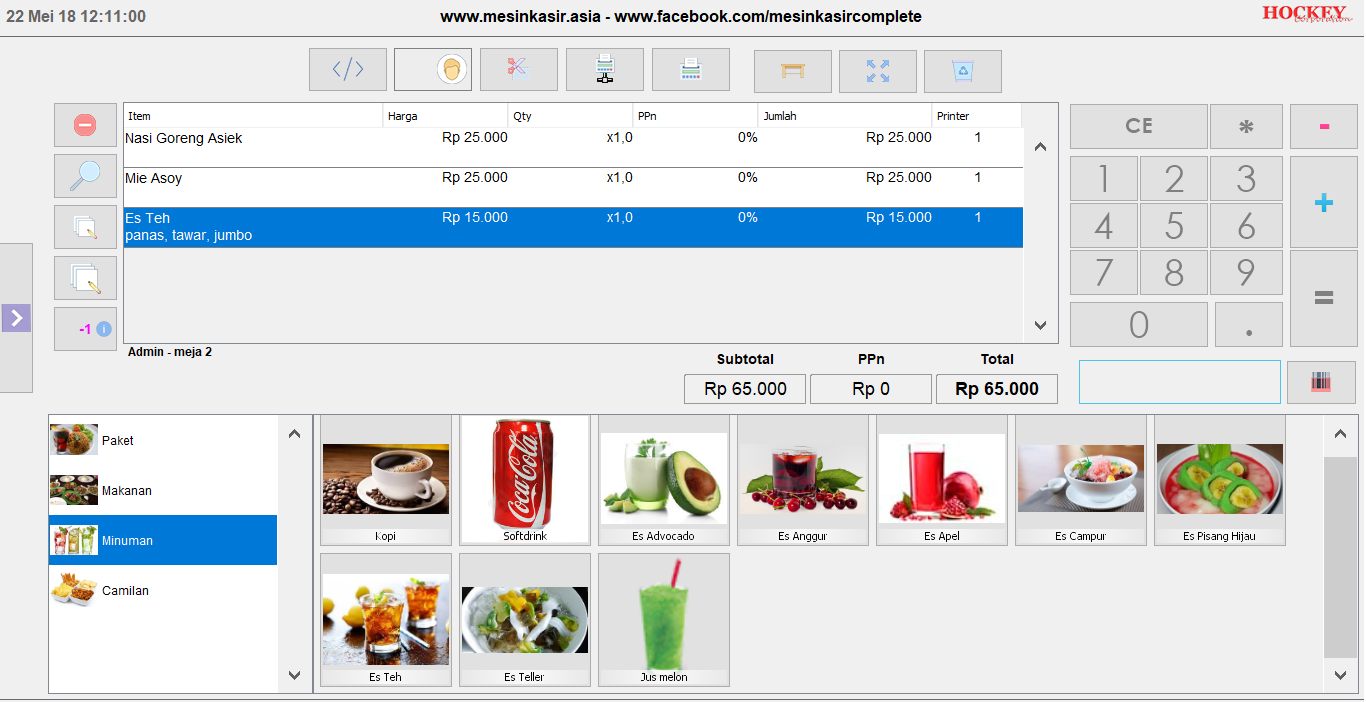 22 Mei 18 12:11:00
www.mesinkasir.asia - www.facebook.com/mesinkasircomplete
HOCKEY
Corporation
</>
CE * -
Item Harga Qty PPn Jumlah Printer
Nasi Goreng Asiek Rp 25.000 x1,0 0% Rp 25.000 1
Mie Asoy Rp 25.000 x1,0 0% Rp 25.000 1
Es Teh Rp 15.000 x1,0 0% Rp 15.000 1
panas, tawar, jumbo
1 2 3 +
4 5 6
7 8 9 =
0 .
-1 i
Admin - meja 2
Subtotal PPn Total
Rp 65.000 Rp 0 Rp 65.000
Paket
Makanan
Minuman
Camilan
Coca-Cola
Kopi Softdrink Es Advocado Es Anggur Es Apel Es Campur Es Pisang Hijau
Es Teh Es Teller Jus melon